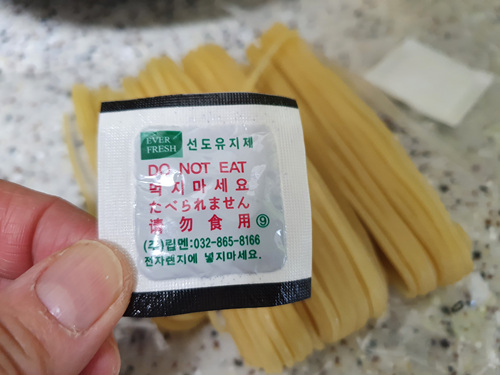 EVER
FRESH 선도유지제
DO NOT EAT
먹지마세요
たべられません
请勿食用 ⑨
(주)립멘:032-865-8166
전자랜지에 넣지마세요.